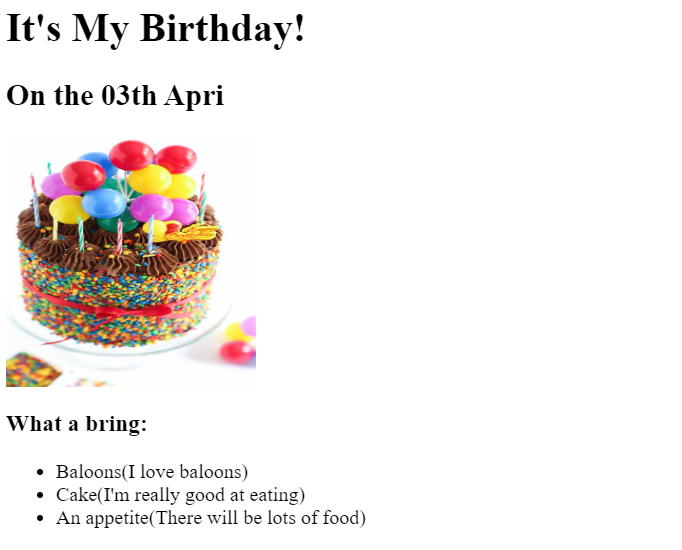 It's My Birthday!
On the 03th Apri
What a bring:
Baloons(I love baloons)
Cake(I'm really good at eating)
An appetite(There will be lots of food)